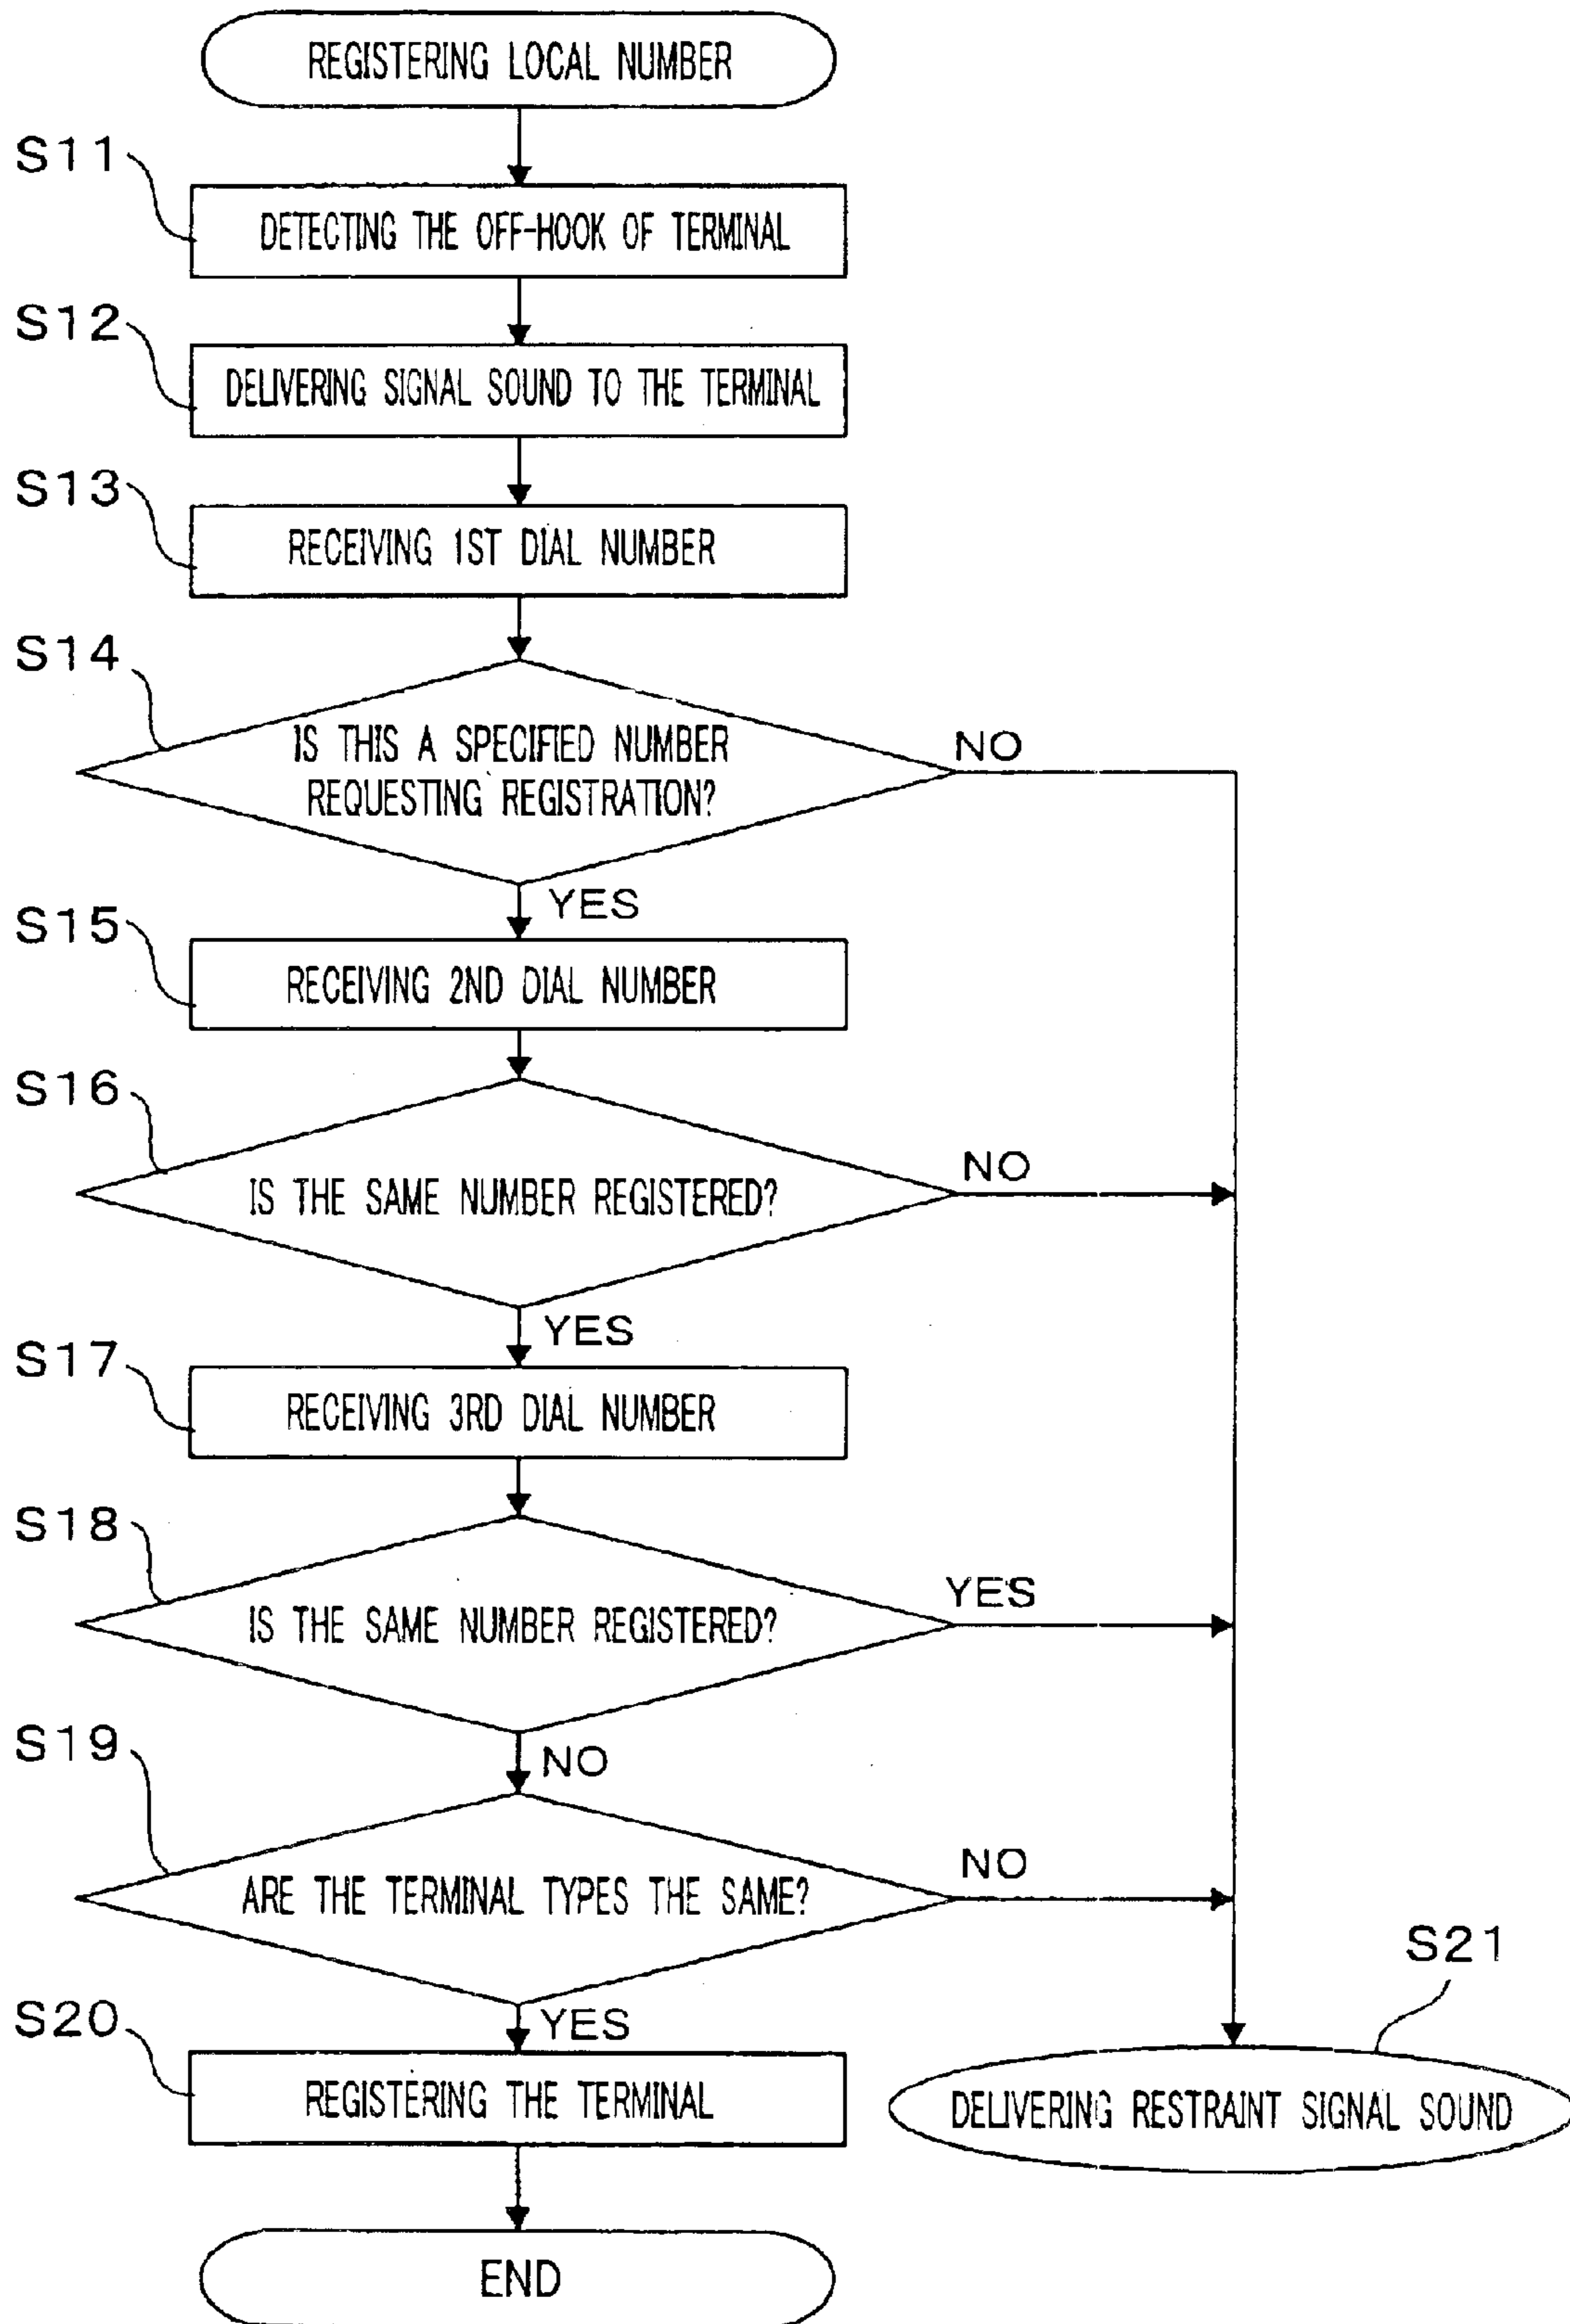 REGISTERING LOCAL NUMBER
S11
DETECTING THE OFF-HOOK OF TERMINAL
S12
DELIVERING SIGNAL SOUND TO THE TERMINAL
S13
RECEIVING 1ST DIAL NUMBER
S14
IS THIS A SPECIFIED NUMBER
REQUESTING REGISTRATION?
NO
YES
S15
RECEIVING 2ND DIAL NUMBER
S16
IS THE SAME NUMBER REGISTERED?
NO
YES
S17
RECEIVING 3RD DIAL NUMBER
S18
IS THE SAME NUMBER REGISTERED?
YES
NO
S19
ARE THE TERMINAL TYPES THE SAME?
NO
YES
S20
REGISTERING THE TERMINAL
S21
DELIVERING RESTRAINT SIGNAL SOUND
END